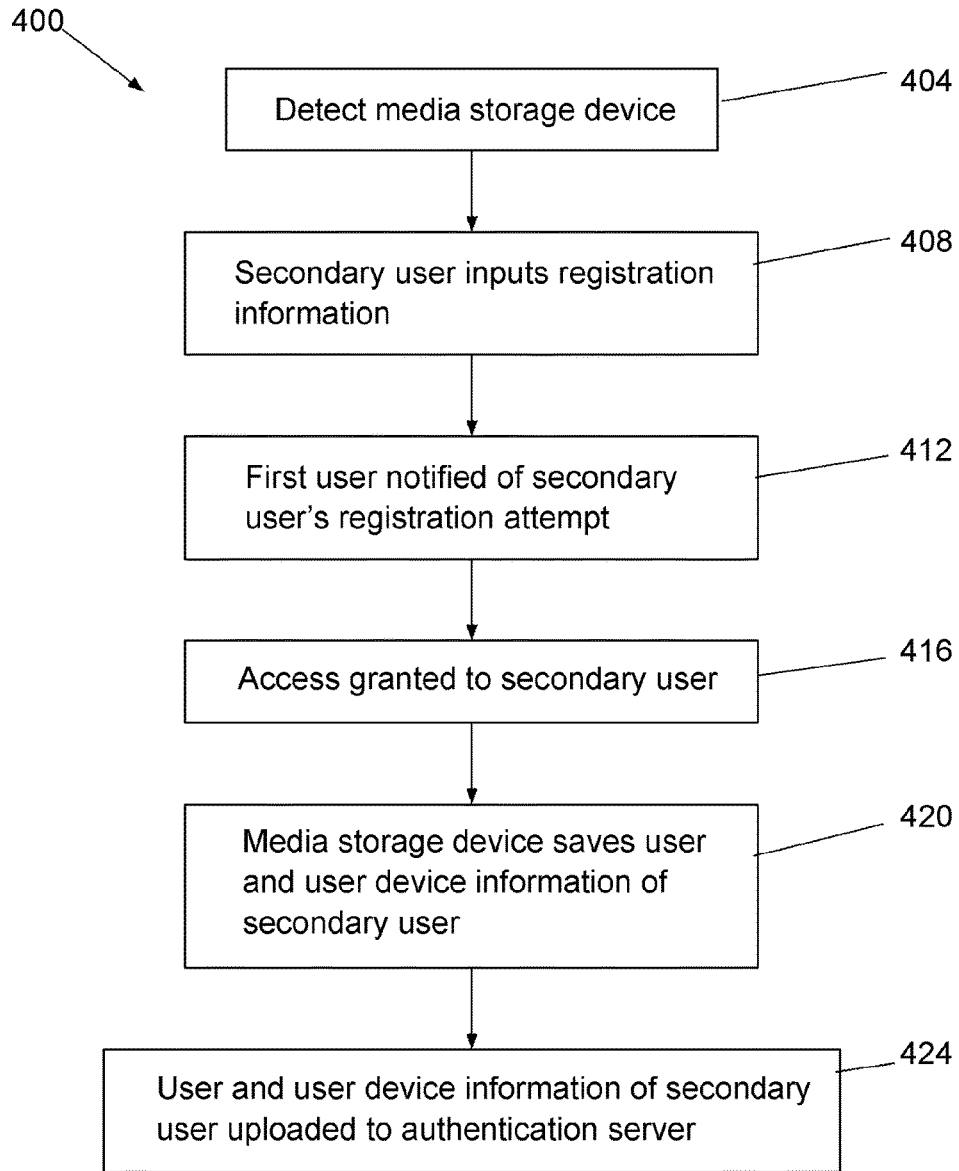 400
Detect media storage device
404
Secondary user inputs registration
information
408
First user notified of secondary
user's registration attempt
412
Access granted to secondary user
416
Media storage device saves user
and user device information of
secondary user
420
User and user device information of secondary
user uploaded to authentication server
424